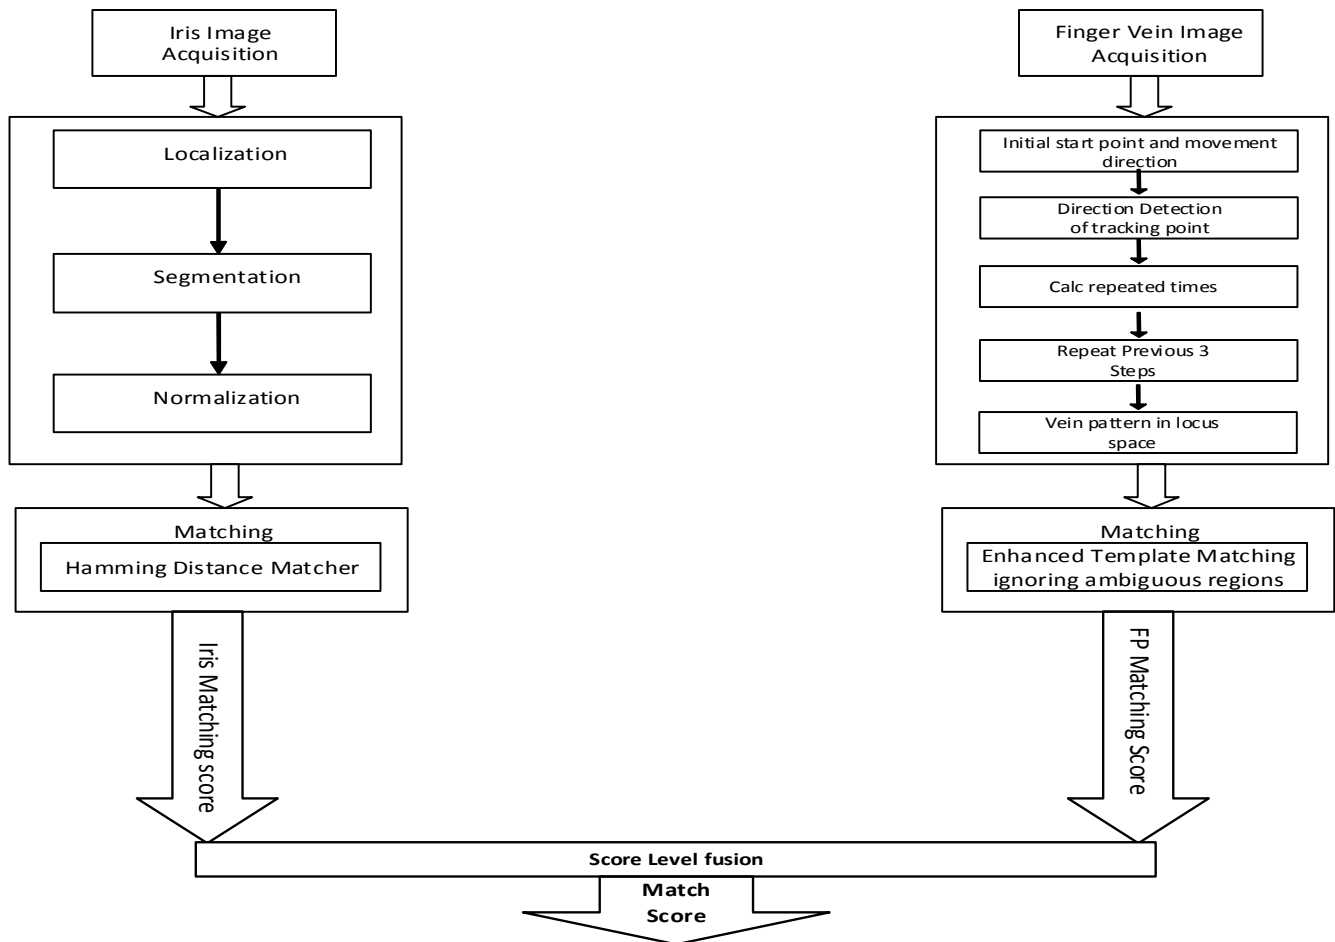 Iris Image
Acquisition
Localization
Segmentation
Normalization
Matching
Hamming Distance Matcher
Iris Matching score
Finger Vein Image
Acquisition
Initial start point and movement
direction
Direction Detection
of tracking point
Calc repeated times
Repeat Previous 3
Steps
Vein pattern in locus
space
Matching
Enhanced Template Matching
ignoring ambiguous regions
FP Matching Score
Score Level fusion
Match
Score